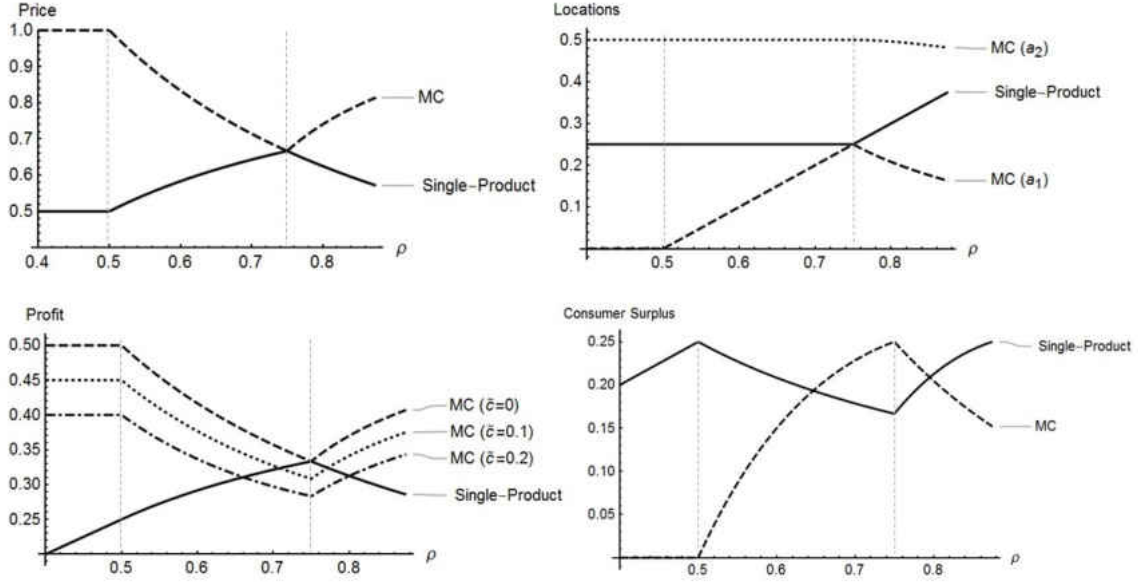 Price
1.0
0.9
0.8
0.7
0.6
0.5
0.4 0.5 0.6 0.7 0.8 ρ
MC
Single-Product
Locations
0.5
0.4
0.3
0.2
0.1
0.5 0.6 0.7 0.8 ρ
MC (a₂)
Single-Product
MC (a₁)
Profit
0.50
0.45
0.40
0.35
0.30
0.25
0.5 0.6 0.7 0.8 ρ
MC (c̄=0)
MC (c̄=0.1)
MC (c̄=0.2)
Single-Product
Consumer Surplus
0.25
0.20
0.15
0.10
0.05
0.5 0.6 0.7 0.8 ρ
Single-Product
MC